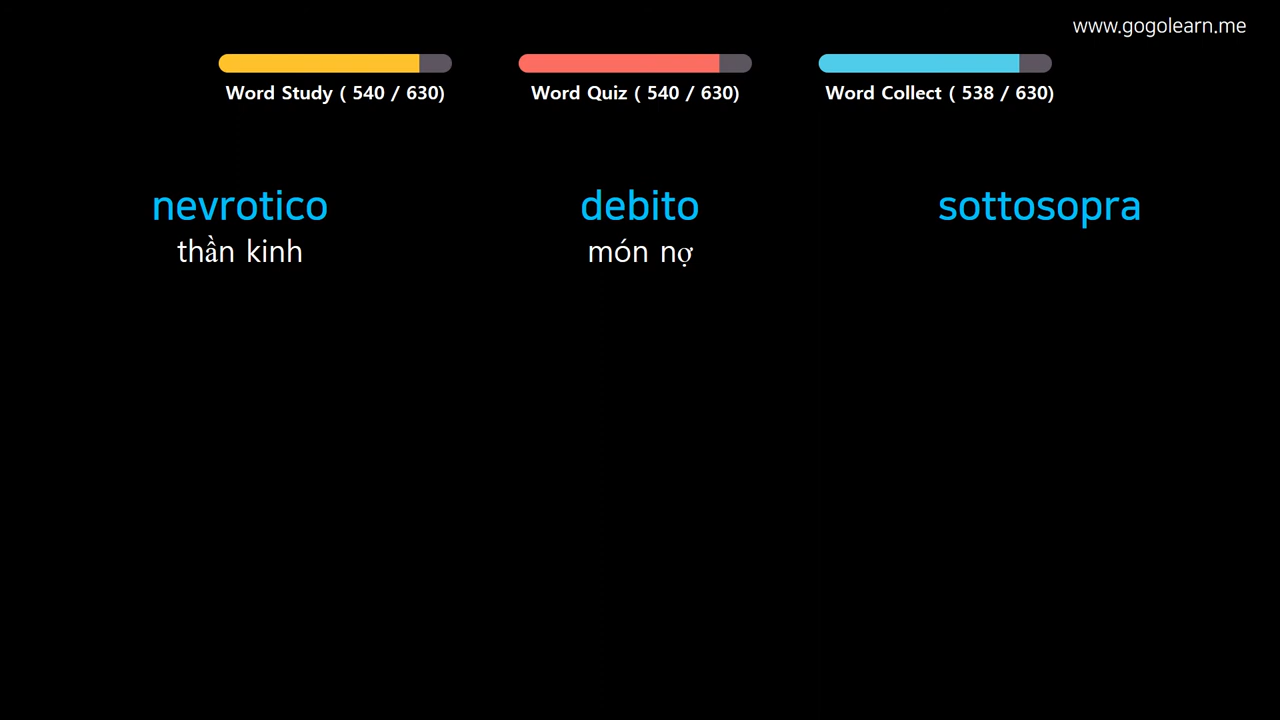 www.gogolearn.me
Word Study ( 540 / 630)
Word Quiz ( 540 / 630)
Word Collect ( 538 / 630)
nevrotico
thần kinh
debito
món nợ
sottosopra